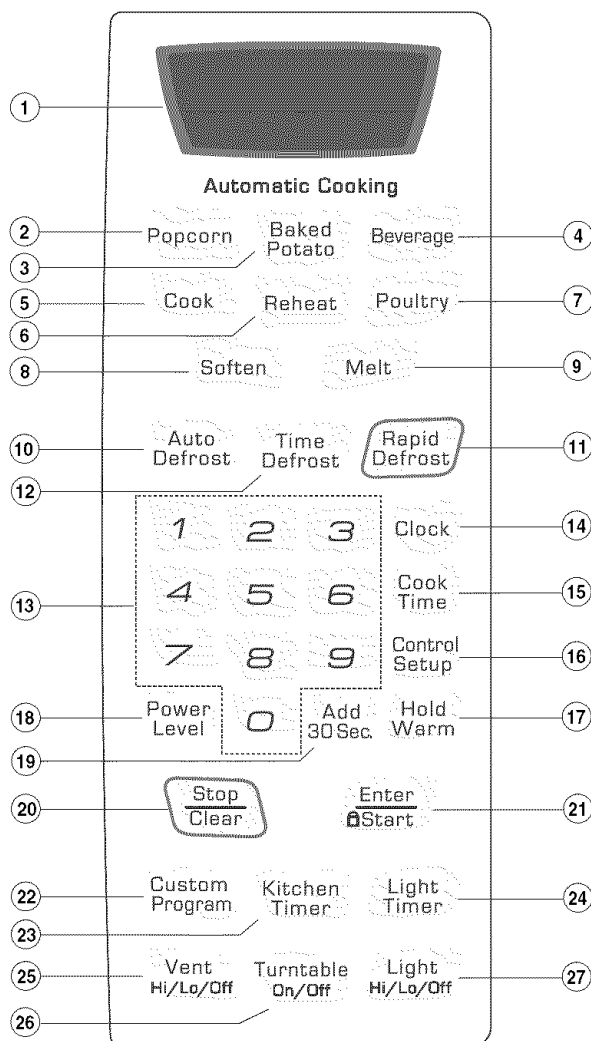 1
Automatic Cooking
2 Popcorn Baked Potato Beverage 4
3
5 Cook Reheat Poultry 7
6
8 Soften Melt 9
10 Auto Defrost Time Defrost Rapid Defrost 11
12
1 2 3 Clock 14
13 4 5 6 Cook Time 15
7 8 9 Control Setup 16
18 Power Level 0 Add 30 Sec. Hold Warm 17
19
20 Stop Clear Enter Start 21
22 Custom Program Kitchen Timer Light Timer 24
23
25 Vent Hi/Lo/Off Turntable On/Off Light Hi/Lo/Off 27
26